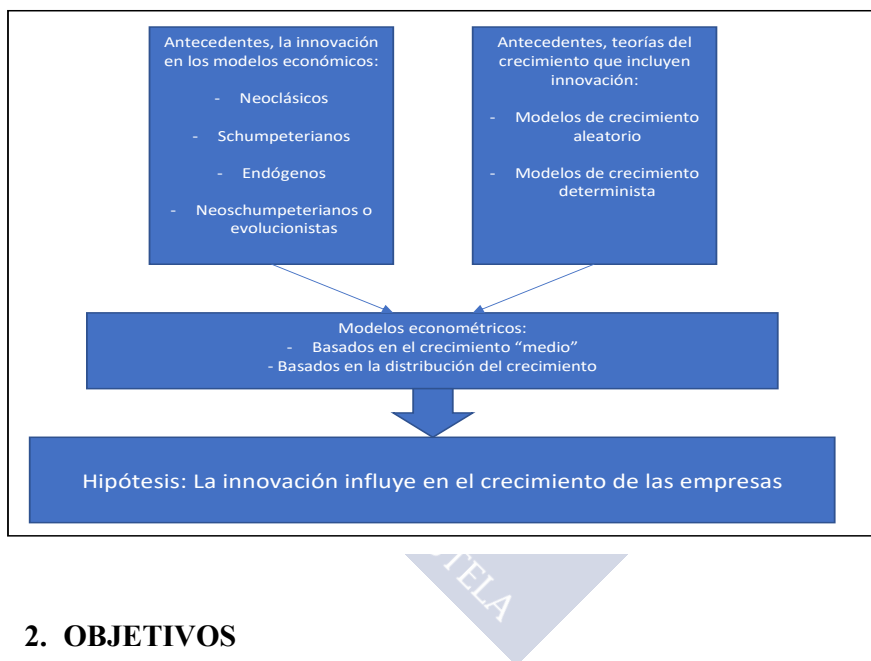 Antecedentes, la innovación
en los modelos económicos:
- Neoclásicos
- Schumpeterianos
- Endógenos
- Neoschumpeterianos o
evolucionistas
Antecedentes, teorías del
crecimiento que incluyen
innovación:
- Modelos de crecimiento
aleatorio
- Modelos de crecimiento
determinista
Modelos econométricos:
- Basados en el crecimiento “medio”
- Basados en la distribución del crecimiento
Hipótesis: La innovación influye en el crecimiento de las empresas
2. OBJETIVOS